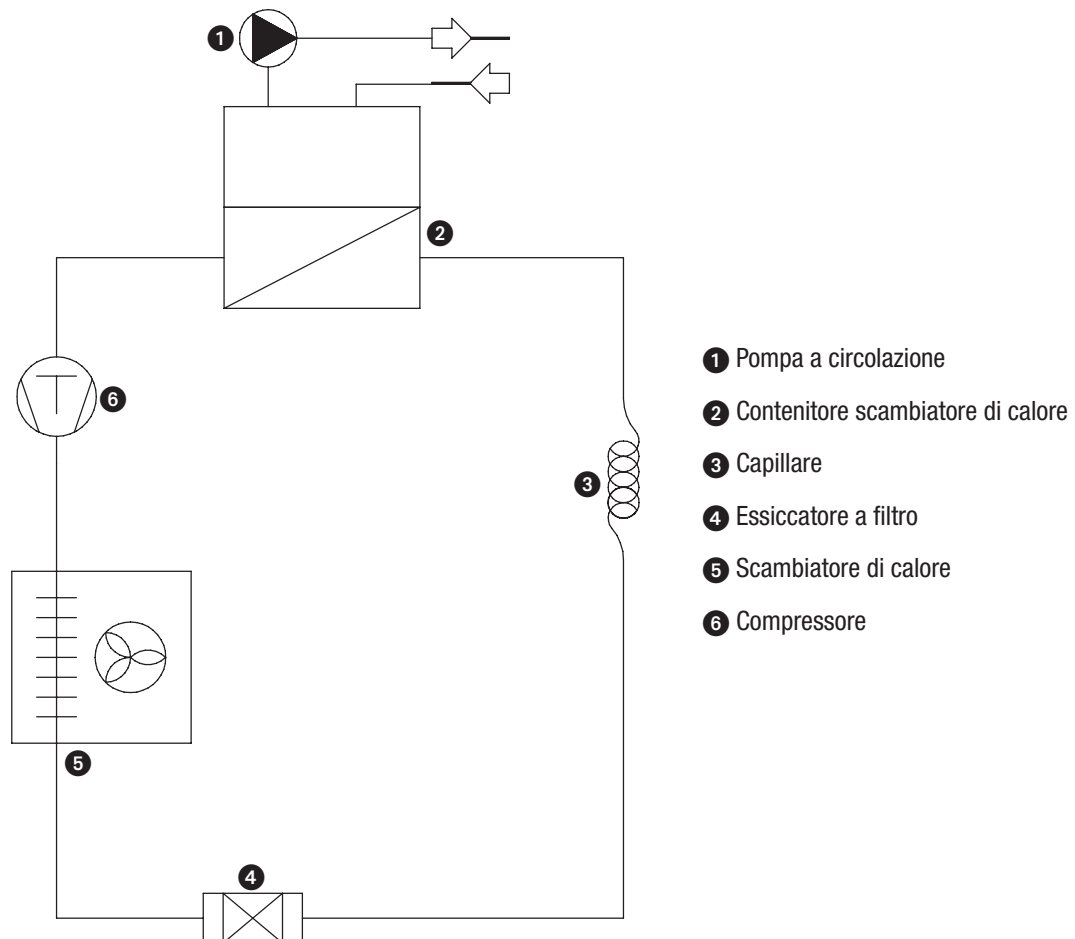 1
2
6
3
5
4
1 Pompa a circolazione
2 Contenitore scambiatore di calore
3 Capillare
4 Essiccatore a filtro
5 Scambiatore di calore
6 Compressore